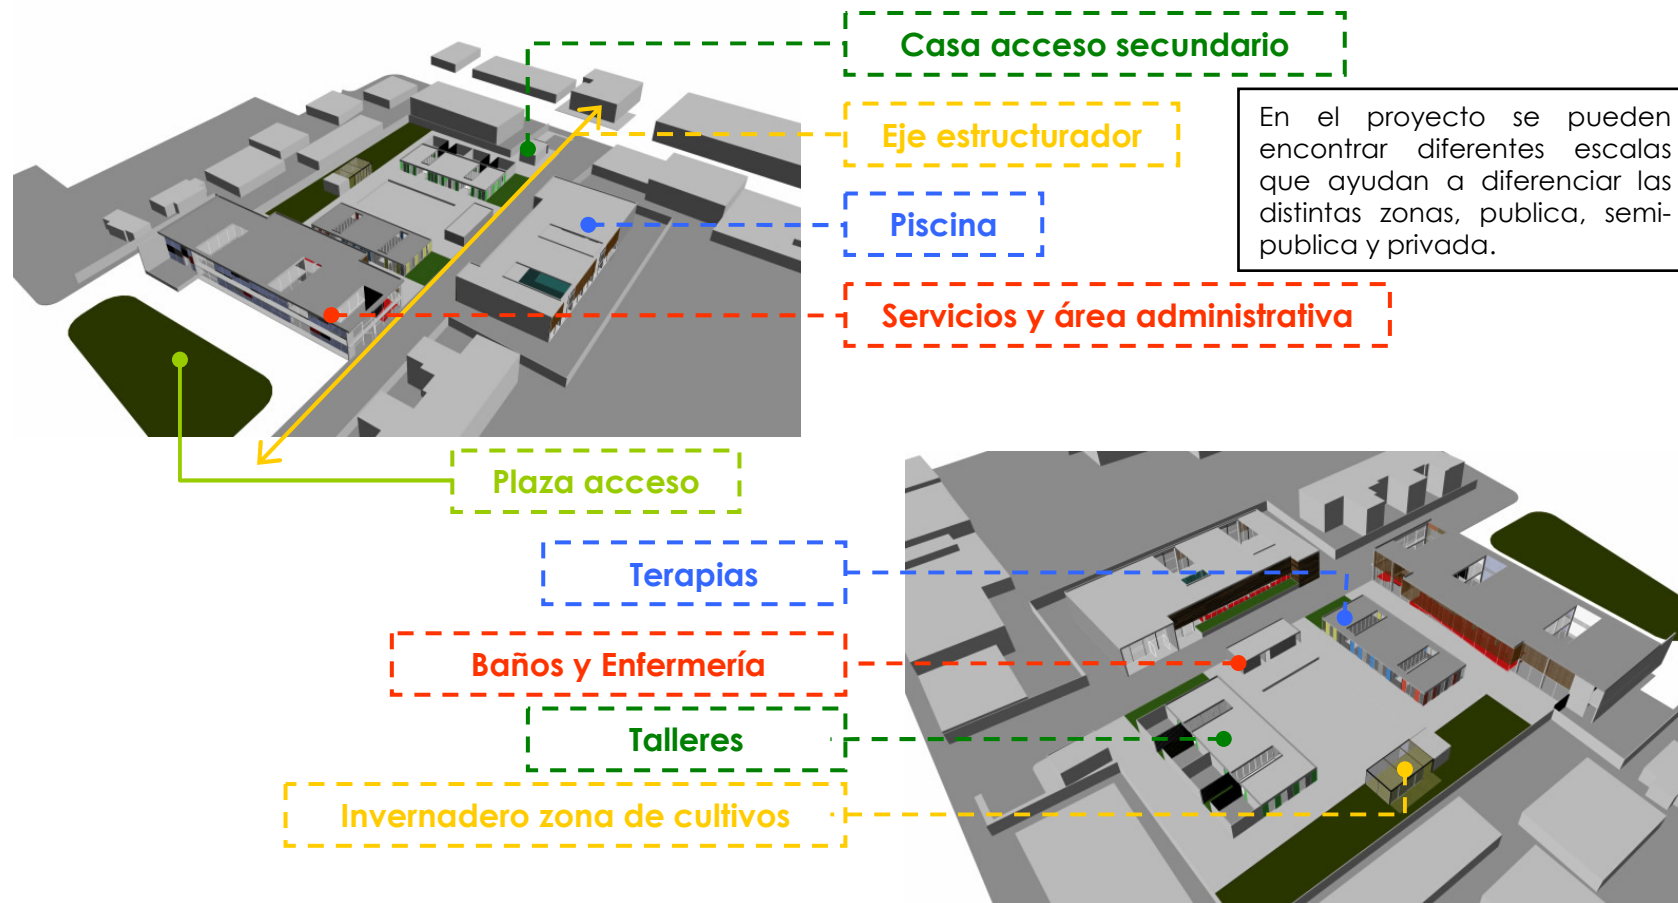 Casa acceso secundario
Eje estructurador
En el proyecto se pueden
encontrar diferentes escalas
que ayudan a diferenciar las
distintas zonas, publica, semi-
publica y privada.
Piscina
Servicios y área administrativa
Plaza acceso
Terapias
Baños y Enfermería
Talleres
Invernadero zona de cultivos